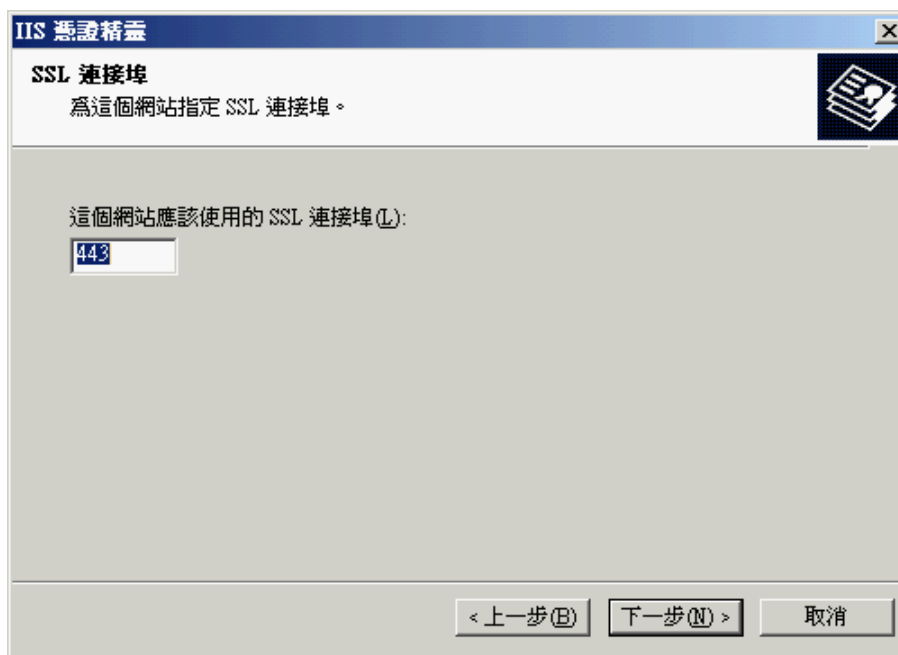 IIS 憑證精靈
SSL 連接埠
為這個網站指定 SSL 連接埠。
這個網站應該使用的 SSL 連接埠(L):
443
< 上一步(B)
下一步(N) >
取消